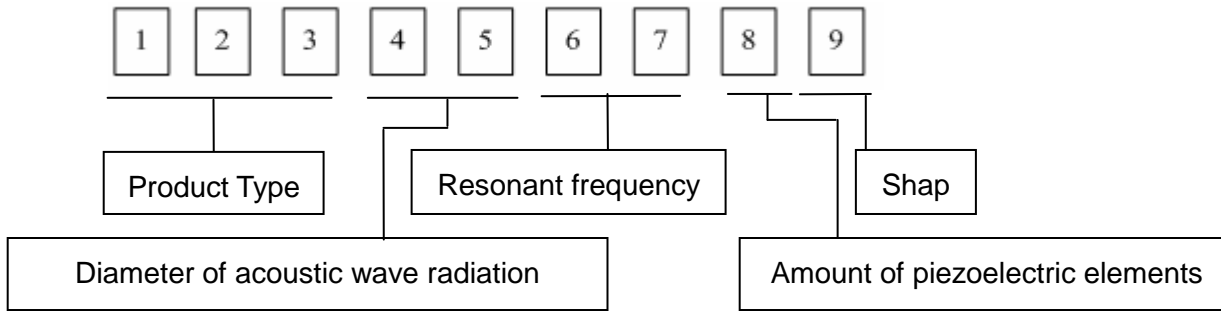 1 2 3 4 5 6 7 8 9
Product Type
Resonant frequency
Shap
Diameter of acoustic wave radiation
Amount of piezoelectric elements